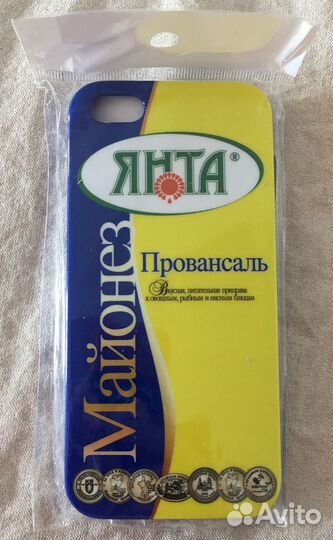 ЯНТА®
Майонез
Провансаль
Вкусная, питательная приправа
к овощным, рыбным и мясным блюдам
Avito